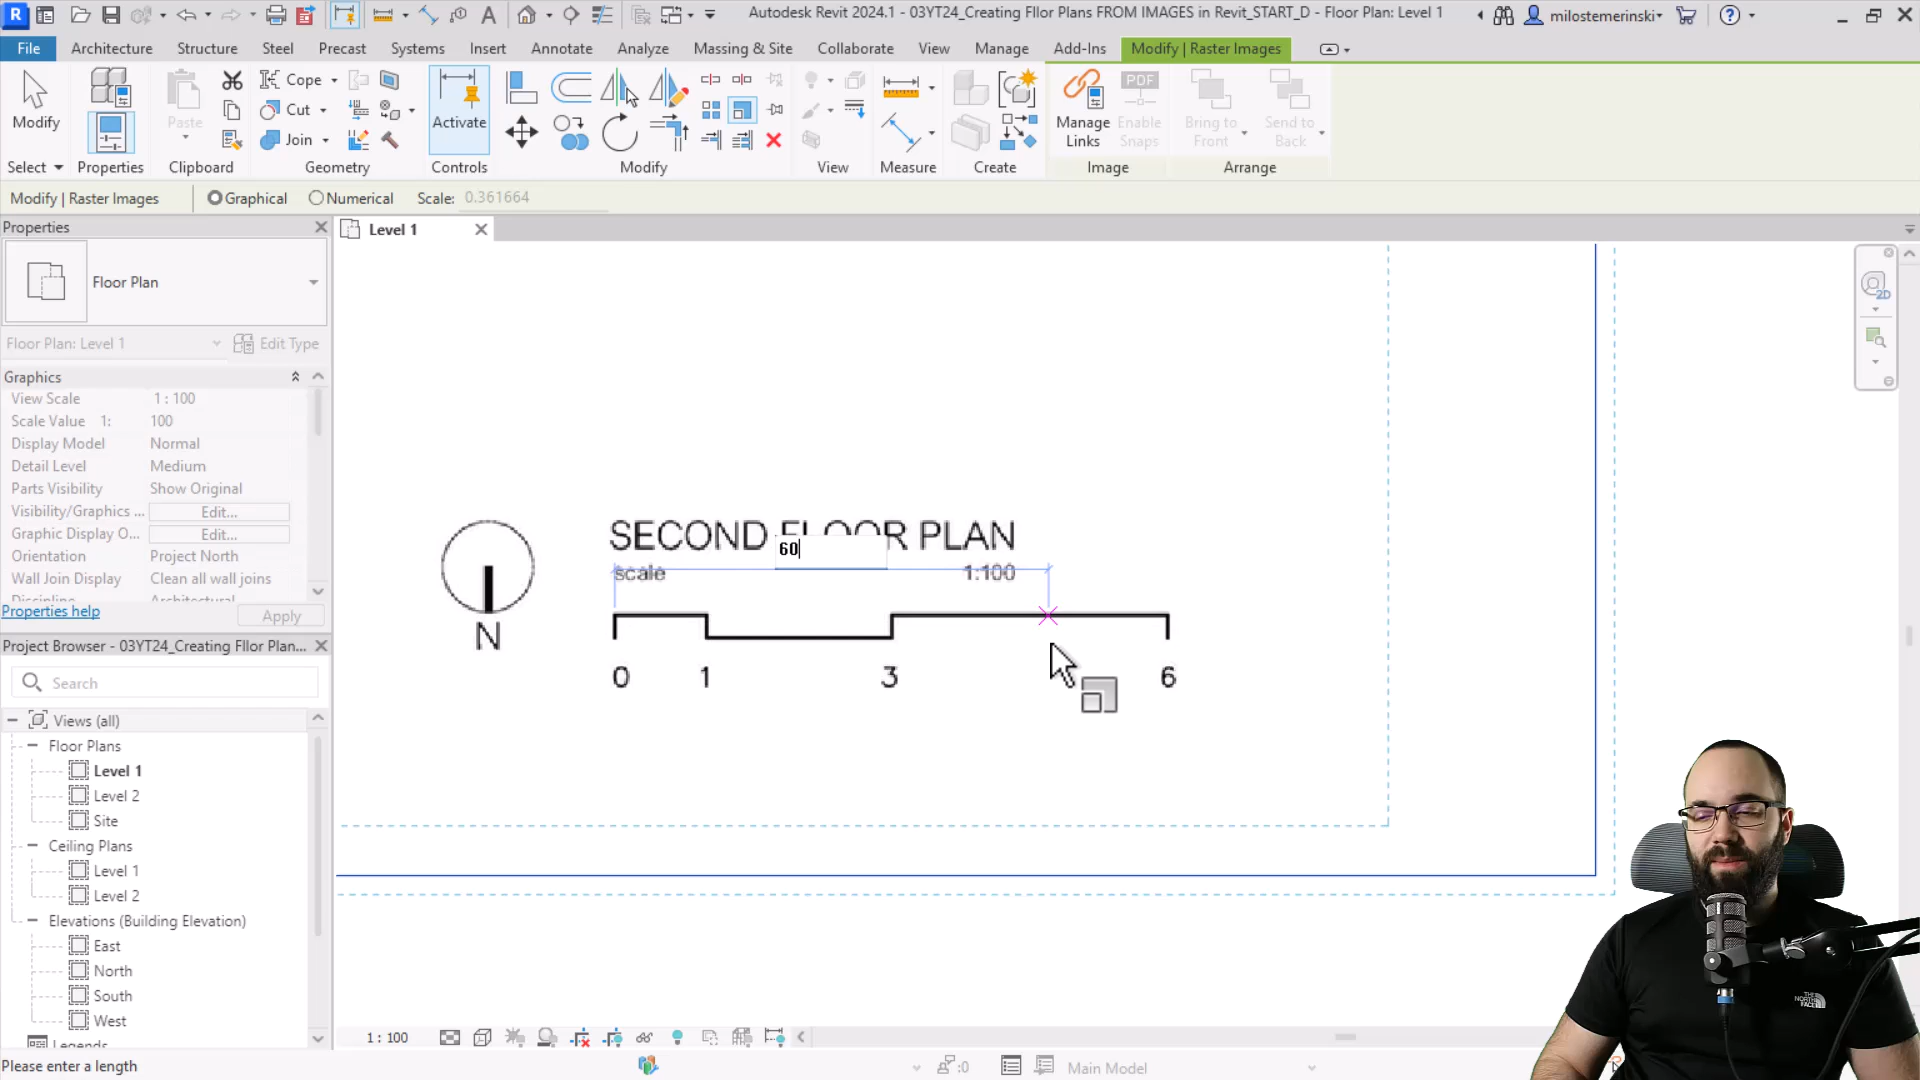 Autodesk Revit 2024.1 - 03YT24_Creating Fllor Plans FROM IMAGES in Revit_START_D - Floor Plan: Level 1
milostemerinski
File
Architecture
Structure
Steel
Precast
Systems
Insert
Annotate
Analyze
Massing & Site
Collaborate
View
Manage
Add-Ins
Modify | Raster Images
Modify
Paste
Cope
Cut
Join
Activate
PDF
Manage Links
Enable Snaps
Bring to Front
Send to Back
Select
Properties
Clipboard
Geometry
Controls
Modify
View
Measure
Create
Image
Arrange
Modify | Raster Images
Graphical
Numerical
Scale: 0.361664
Properties
Level 1
Floor Plan
Floor Plan: Level 1
Edit Type
Graphics
View Scale 1 : 100
Scale Value 1: 100
Display Model Normal
Detail Level Medium
Parts Visibility Show Original
Visibility/Graphics ... Edit...
Graphic Display O... Edit...
Orientation Project North
Wall Join Display Clean all wall joins
Properties help
Apply
Project Browser - 03YT24_Creating Fllor Plan...
Search
Views (all)
Floor Plans
Level 1
Level 2
Site
Ceiling Plans
Level 1
Level 2
Elevations (Building Elevation)
East
North
South
West
SECOND FLOOR PLAN
60
scale 1:100
N
0 1 3 6
2D
1 : 100
Please enter a length
:0
Main Model
THE NORTH FACE